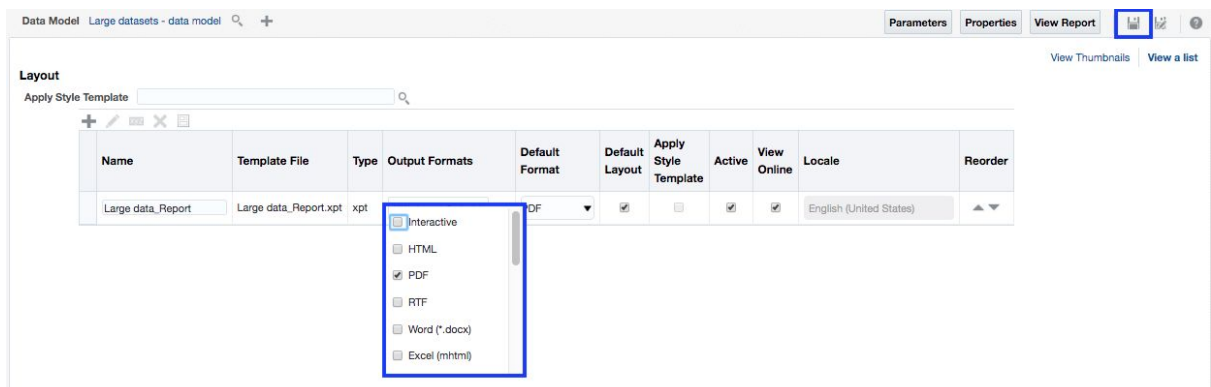 Data Model Large datasets - data model Parameters Properties View Report
View Thumbnails View a list
Layout
Apply Style Template
Name Template File Type Output Formats Default Format Default Layout Apply Style Template Active View Online Locale Reorder
Large data_Report Large data_Report.xpt xpt PDF English (United States)
Interactive
HTML
PDF
RTF
Word (*.docx)
Excel (mhtml)